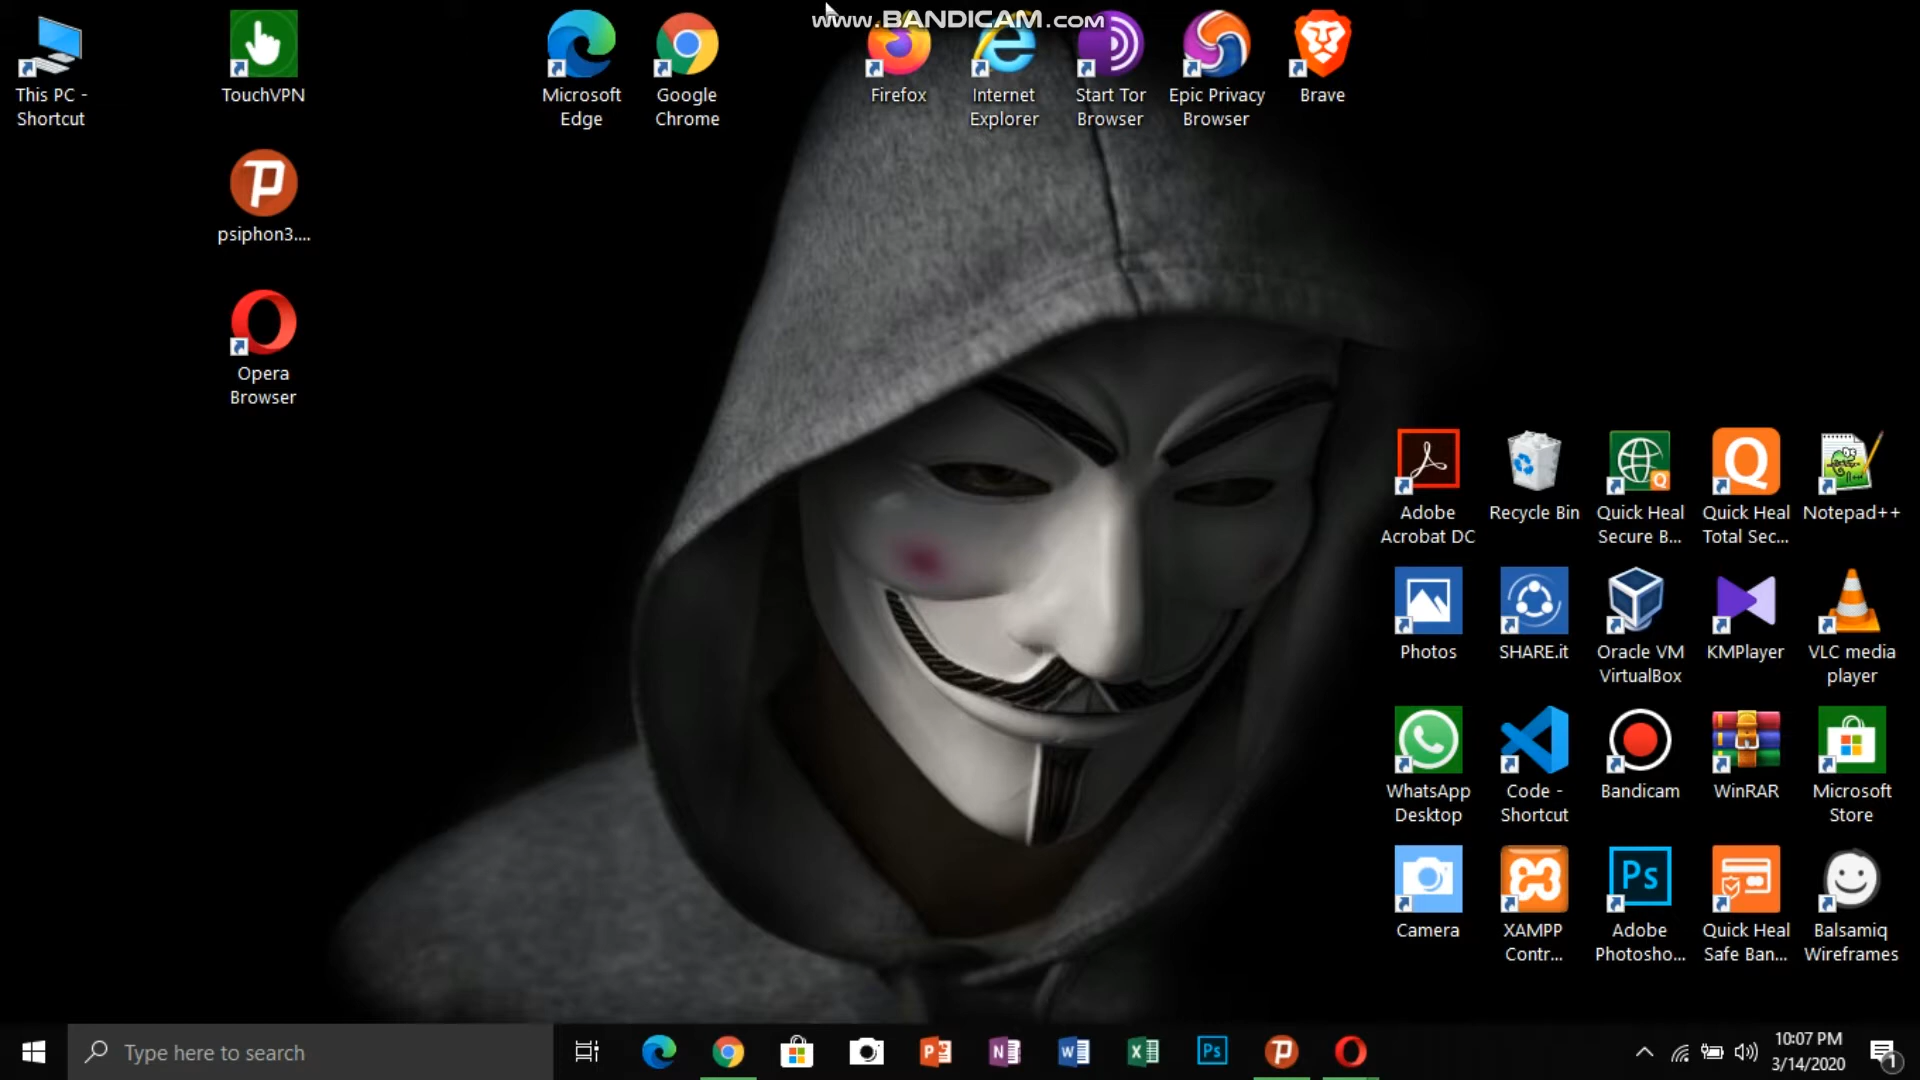 www.BANDICAM.com
This PC -
Shortcut
TouchVPN
Microsoft
Edge
Google
Chrome
Firefox
Internet
Explorer
Start Tor
Browser
Epic Privacy
Browser
Brave
psiphon3....
Opera
Browser
Adobe
Acrobat DC
Recycle Bin
Quick Heal
Secure B...
Quick Heal
Total Sec...
Notepad++
Photos
SHARE.it
Oracle VM
VirtualBox
KMPlayer
VLC media
player
WhatsApp
Desktop
Code -
Shortcut
Bandicam
WinRAR
Microsoft
Store
Camera
XAMPP
Contr...
Ps
Adobe
Photosho...
Quick Heal
Safe Ban...
Balsamiq
Wireframes
Type here to search
Ps
10:07 PM
3/14/2020
1